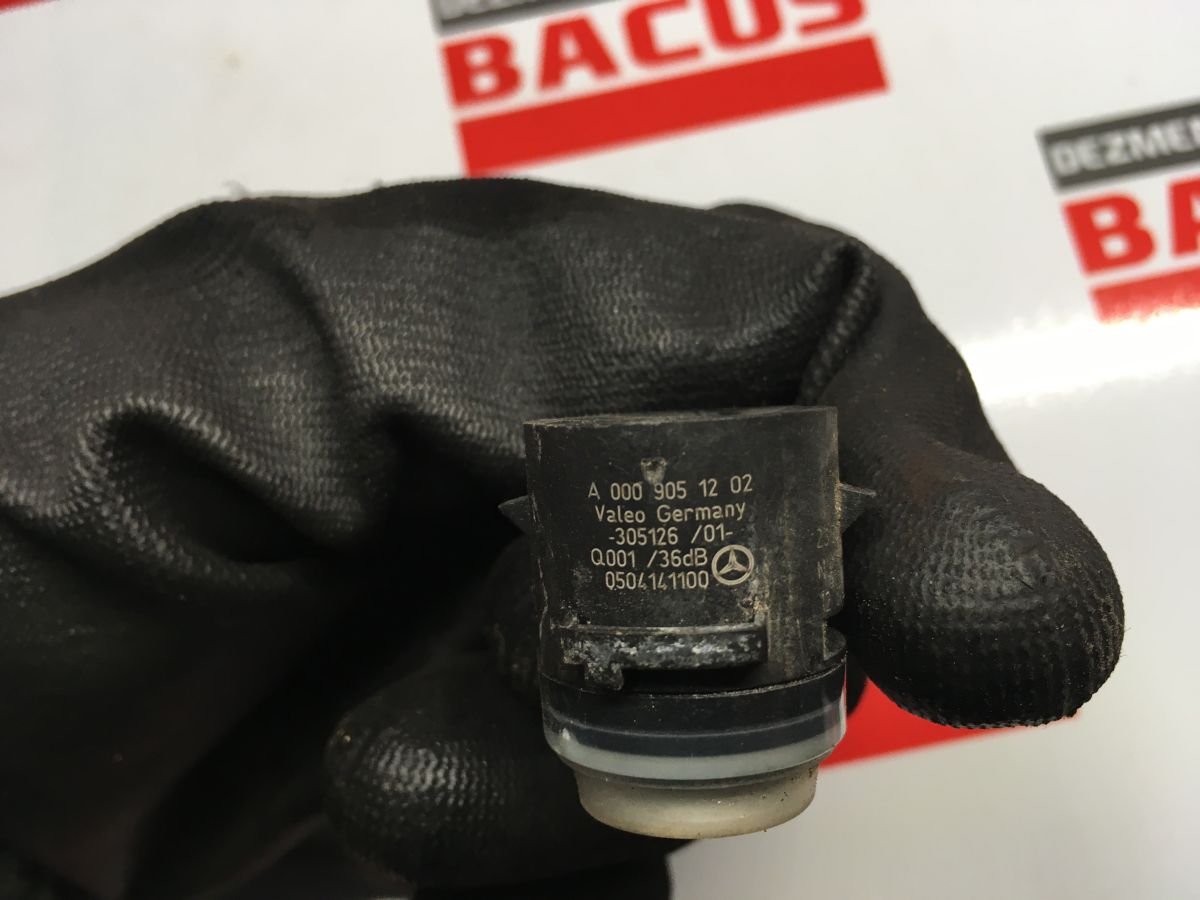 BACUS
DEZME
BA
A 000 905 12 02
Valeo Germany
-305126 /01-
Q001 /36dB
0504141100